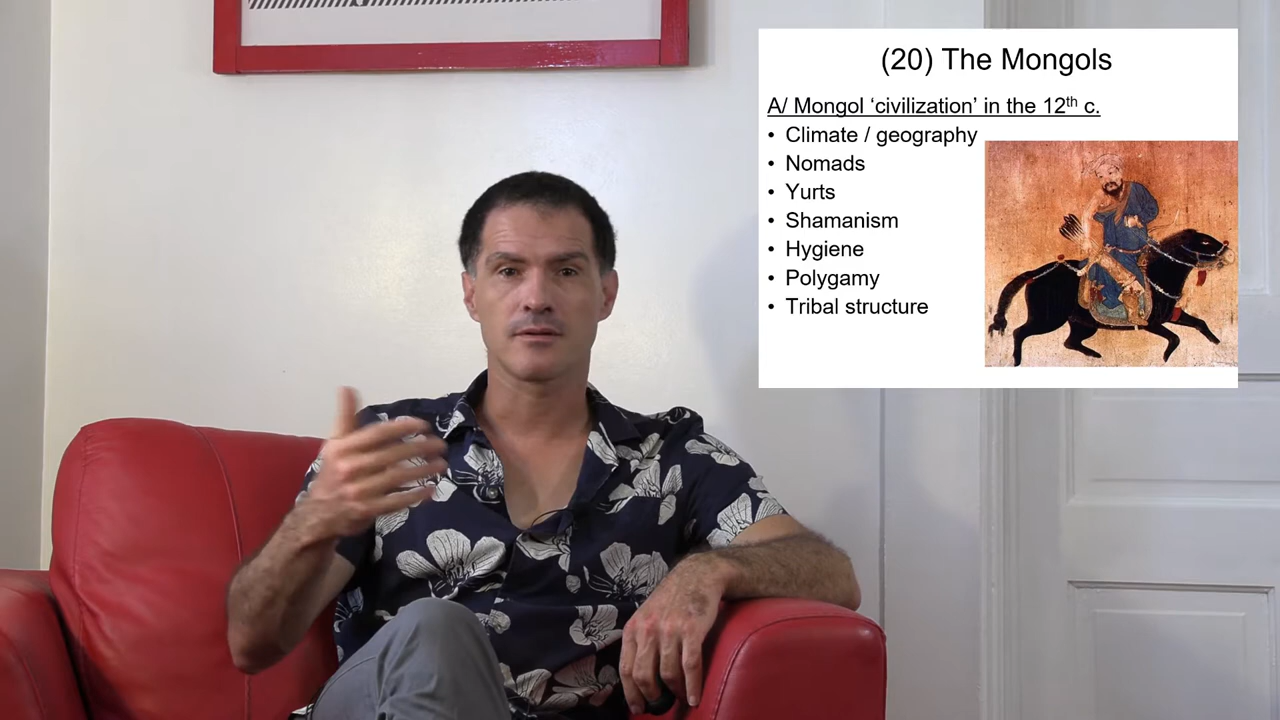 (20) The Mongols
A/ Mongol ‘civilization’ in the 12th c.
• Climate / geography
• Nomads
• Yurts
• Shamanism
• Hygiene
• Polygamy
• Tribal structure